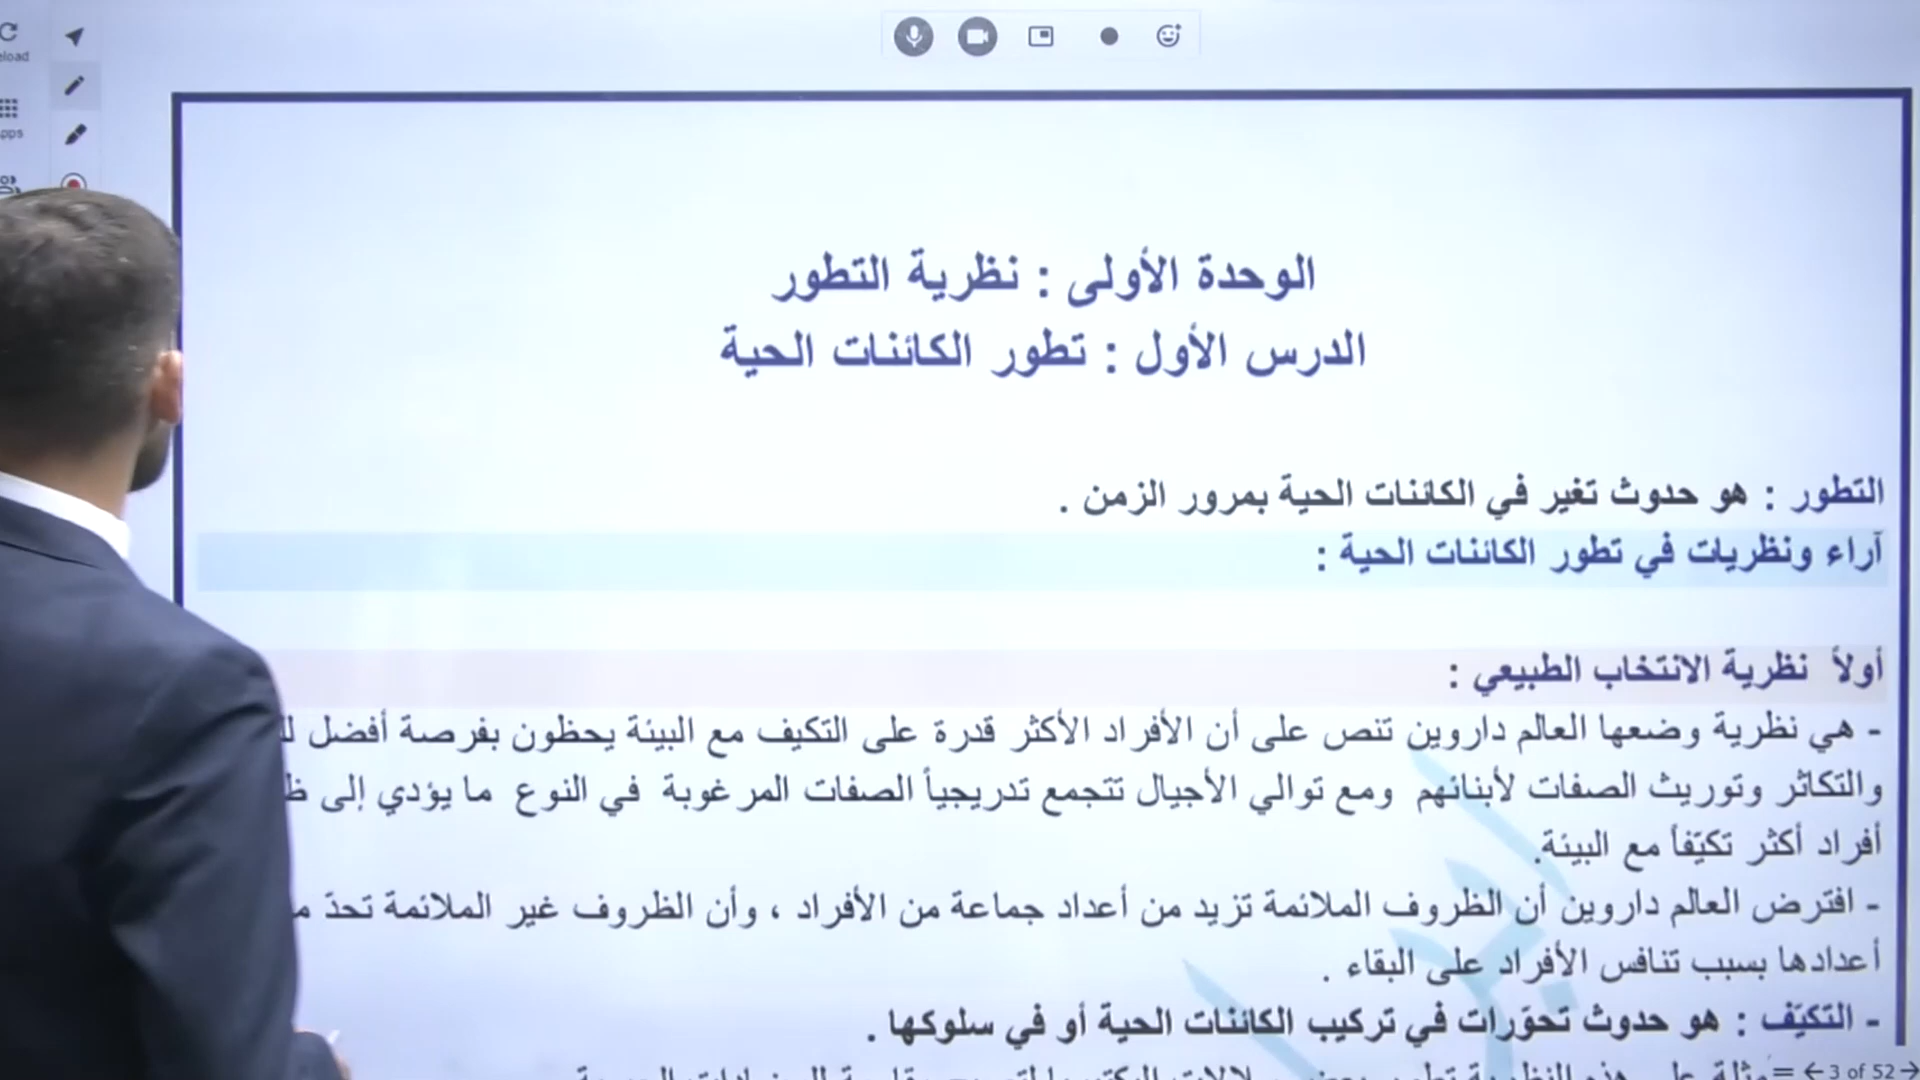 eload
pps
الوحدة الأولى : نظرية التطور
الدرس الأول : تطور الكائنات الحية
التطور : هو حدوث تغير في الكائنات الحية بمرور الزمن .
آراء ونظريات في تطور الكائنات الحية :
أولاً نظرية الانتخاب الطبيعي :
- هي نظرية وضعها العالم داروين تنص على أن الأفراد الأكثر قدرة على التكيف مع البيئة يحظون بفرصة أفضل
والتكاثر وتوريث الصفات لأبنائهم ومع توالي الأجيال تتجمع تدريجياً الصفات المرغوبة في النوع ما يؤدي إلى
أفراد أكثر تكيّفاً مع البيئة.
- افترض العالم داروين أن الظروف الملائمة تزيد من أعداد جماعة من الأفراد ، وأن الظروف غير الملائمة تحدّ
أعدادها بسبب تنافس الأفراد على البقاء .
- التكيّف : هو حدوث تحوّرات في تركيب الكائنات الحية أو في سلوكها .
3 of 52